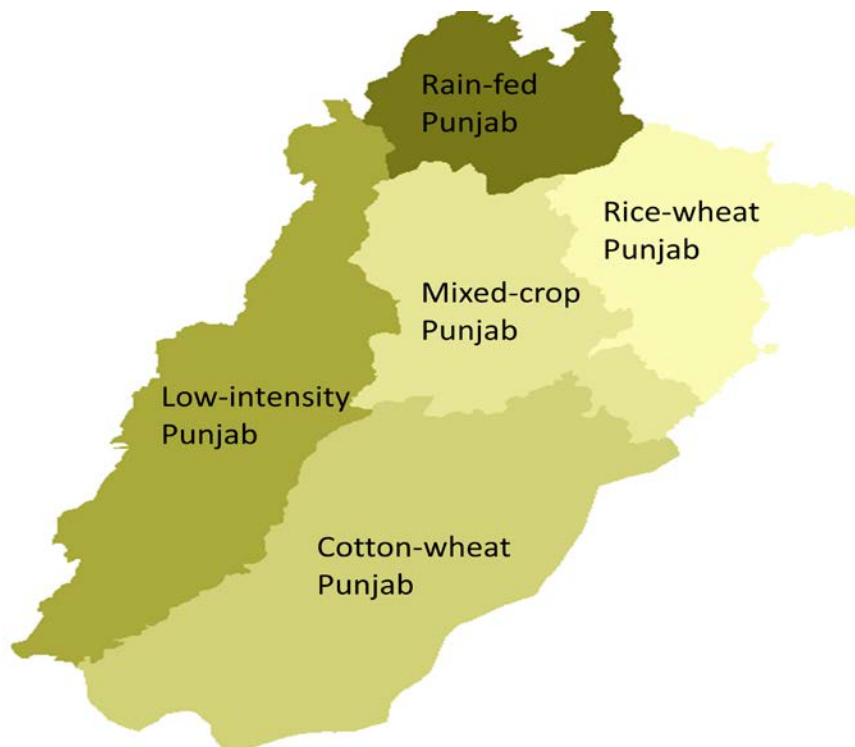 Rain-fed
Punjab
Rice-wheat
Punjab
Mixed-crop
Punjab
Low-intensity
Punjab
Cotton-wheat
Punjab